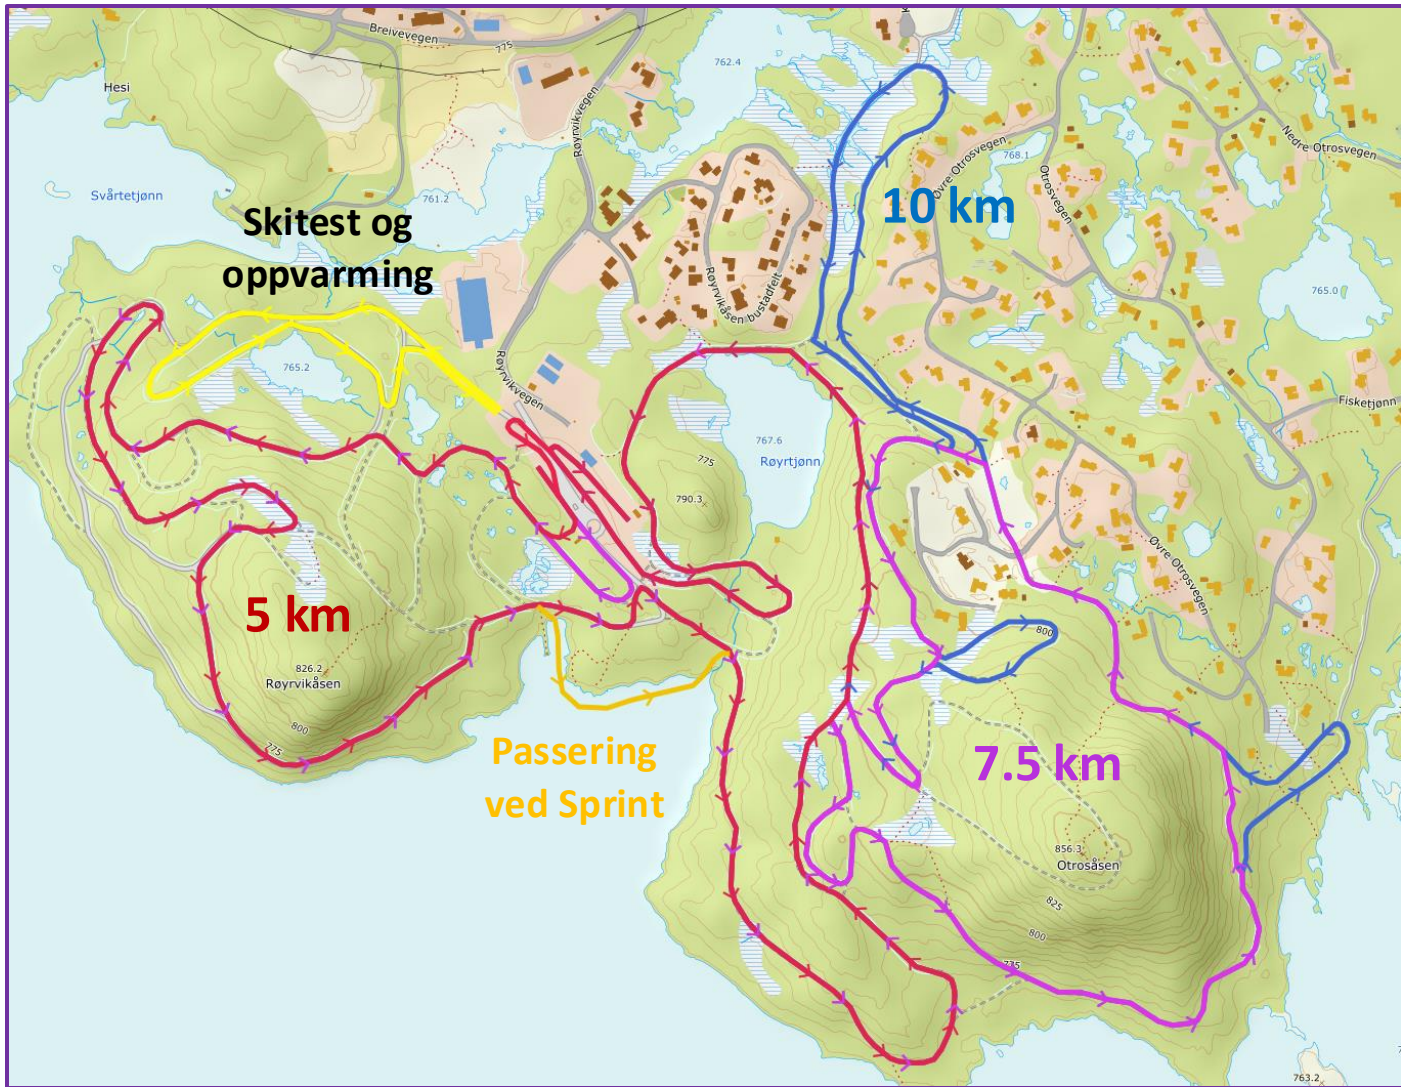 Breivevegen
775
Hesi
762.4
Røyrvikvegen
Nedre Otrosvegen
768.1
Øvre Otrosvegen
Otrosvegen
Svårtetjønn
761.2
10 km
Skitest og
oppvarming
Røyrvikåsen bustadfelt
765.0
765.2
Røyrvikvegen
Fisketjønn
767.6
Røyrtjønn
775
790.3
Øvre Otrosvegen
5 km
800
826.2
Røyrvikåsen
800
775
Passering
ved Sprint
7.5 km
856.3
Otrosåsen
825
800
775
763.2